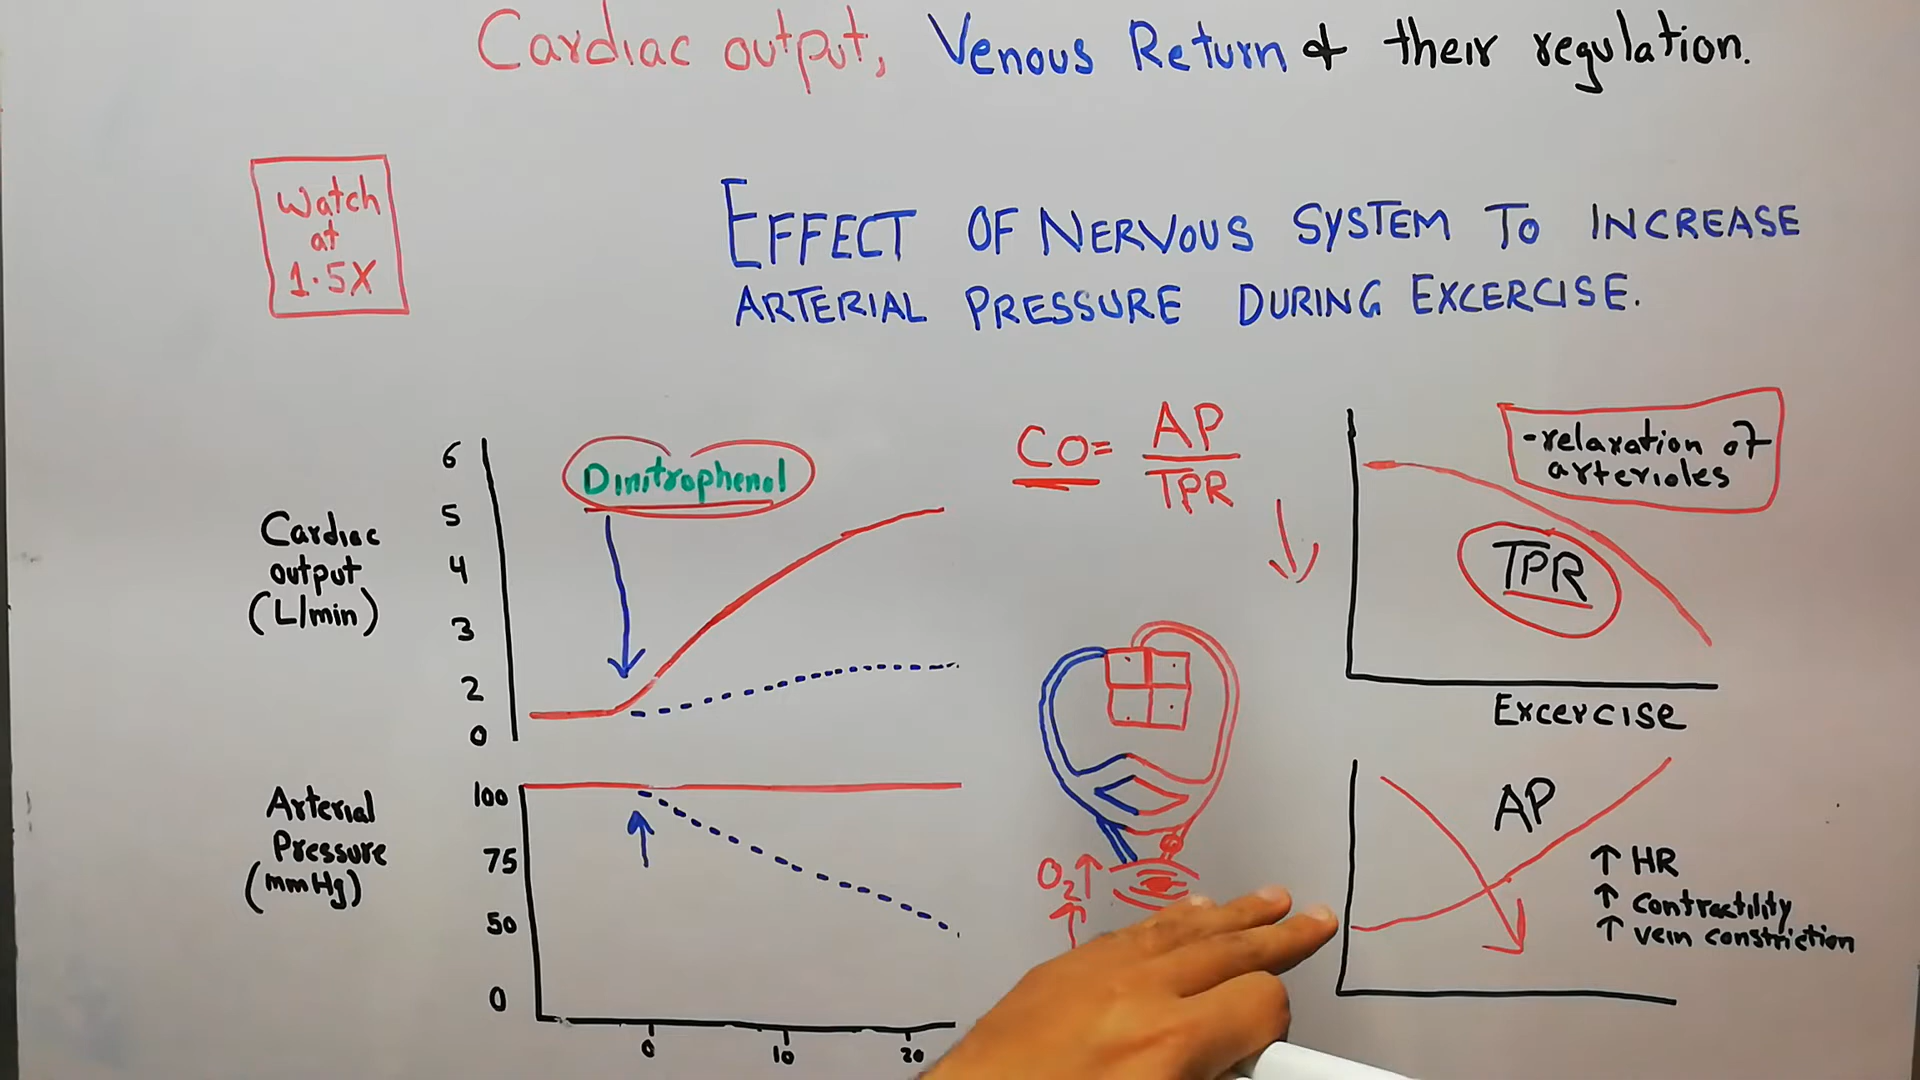 Cardiac output, Venous Return & their regulation.
Watch
at
1.5X
EFFECT OF NERVOUS SYSTEM TO INCREASE
ARTERIAL PRESSURE DURING EXCERCISE.
Cardiac
output
(L/min)
6
5
4
3
2
0
Dinitrophenol
Arterial
Pressure
(mmHg)
100
75
50
0
0
10
20
CO= AP
TPR
O2↑
↑
-relaxation of
arterioles
TPR
Excercise
AP
↑ HR
↑ contractility
↑ vein constriction